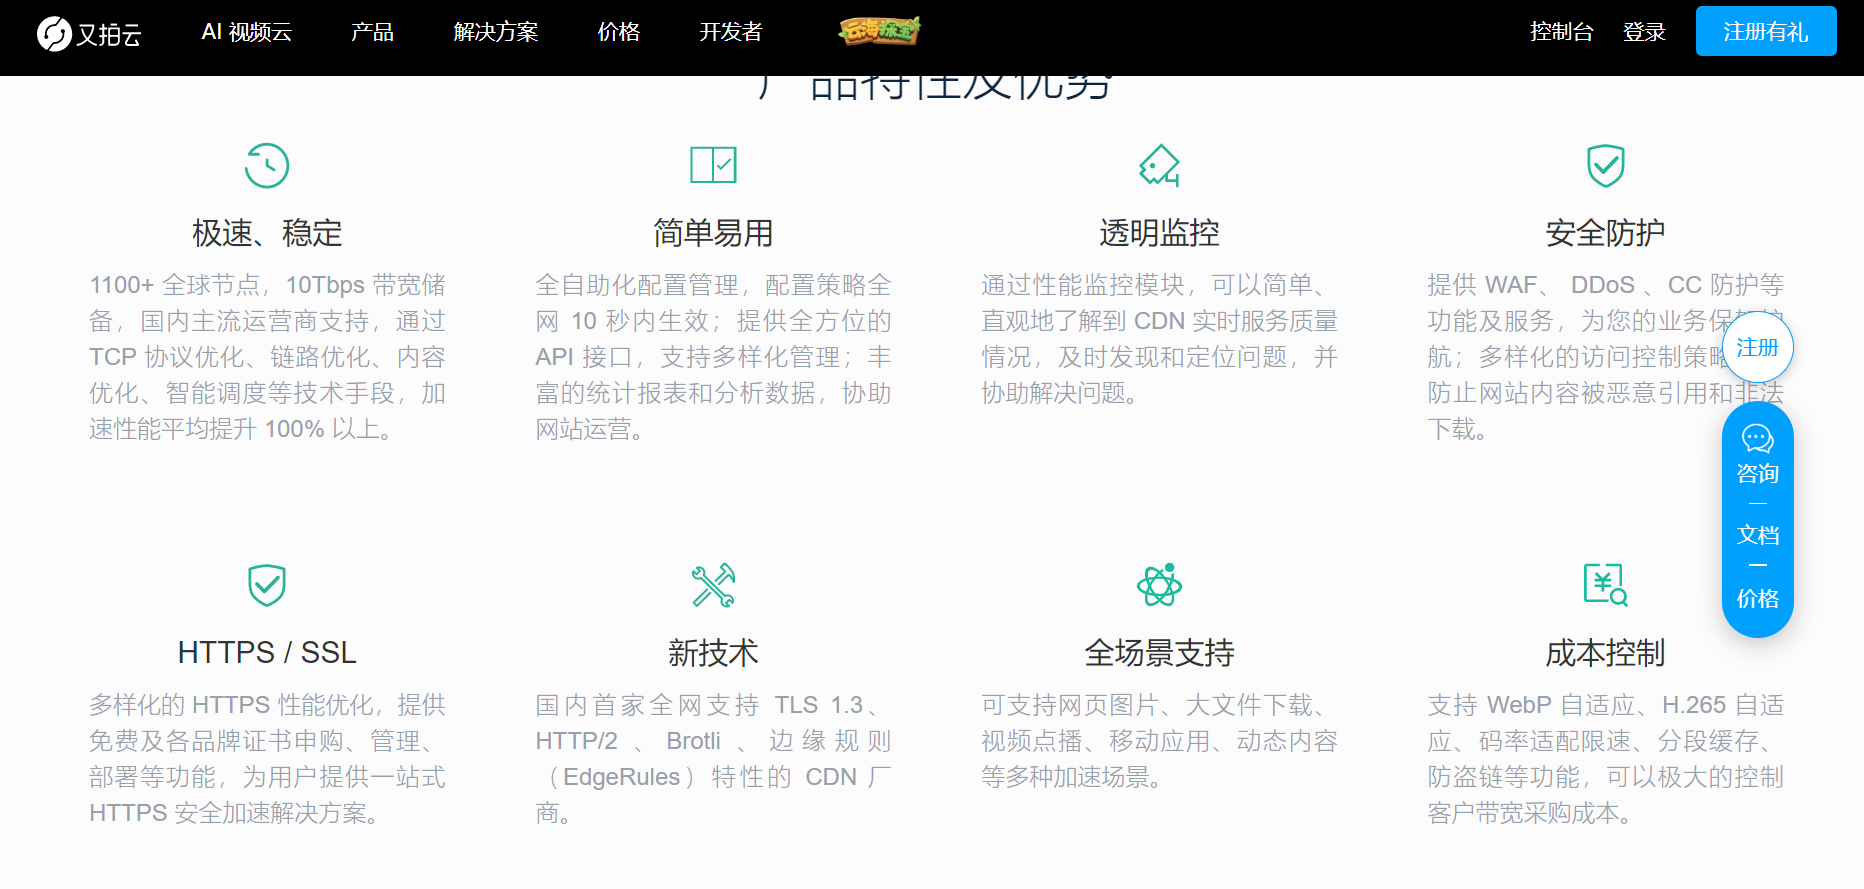 又拍云 AI 视频云 产品 解决方案 价格 开发者 云海探宝 控制台 登录 注册有礼
产品特性及优势
极速、稳定
1100+ 全球节点，10Tbps 带宽储
备，国内主流运营商支持，通过
TCP 协议优化、链路优化、内容
优化、智能调度等技术手段，加
速性能平均提升 100% 以上。
简单易用
全自助化配置管理，配置策略全
网 10 秒内生效；提供全方位的
API 接口，支持多样化管理；丰
富的统计报表和分析数据，协助
网站运营。
透明监控
通过性能监控模块，可以简单、
直观地了解到 CDN 实时服务质量
情况，及时发现和定位问题，并
协助解决问题。
安全防护
提供 WAF、 DDoS 、CC 防护等
功能及服务，为您的业务保
航；多样化的访问控制策略
防止网站内容被恶意引用和非法
下载。
注册
咨询
文档
价格
HTTPS / SSL
多样化的 HTTPS 性能优化，提供
免费及各品牌证书申购、管理、
部署等功能，为用户提供一站式
HTTPS 安全加速解决方案。
新技术
国内首家全网支持 TLS 1.3、
HTTP/2 、Brotli 、边缘规则
（EdgeRules）特性的 CDN 厂
商。
全场景支持
可支持网页图片、大文件下载、
视频点播、移动应用、动态内容
等多种加速场景。
成本控制
支持 WebP 自适应、H.265 自适
应、码率适配限速、分段缓存、
防盗链等功能，可以极大的控制
客户带宽采购成本。